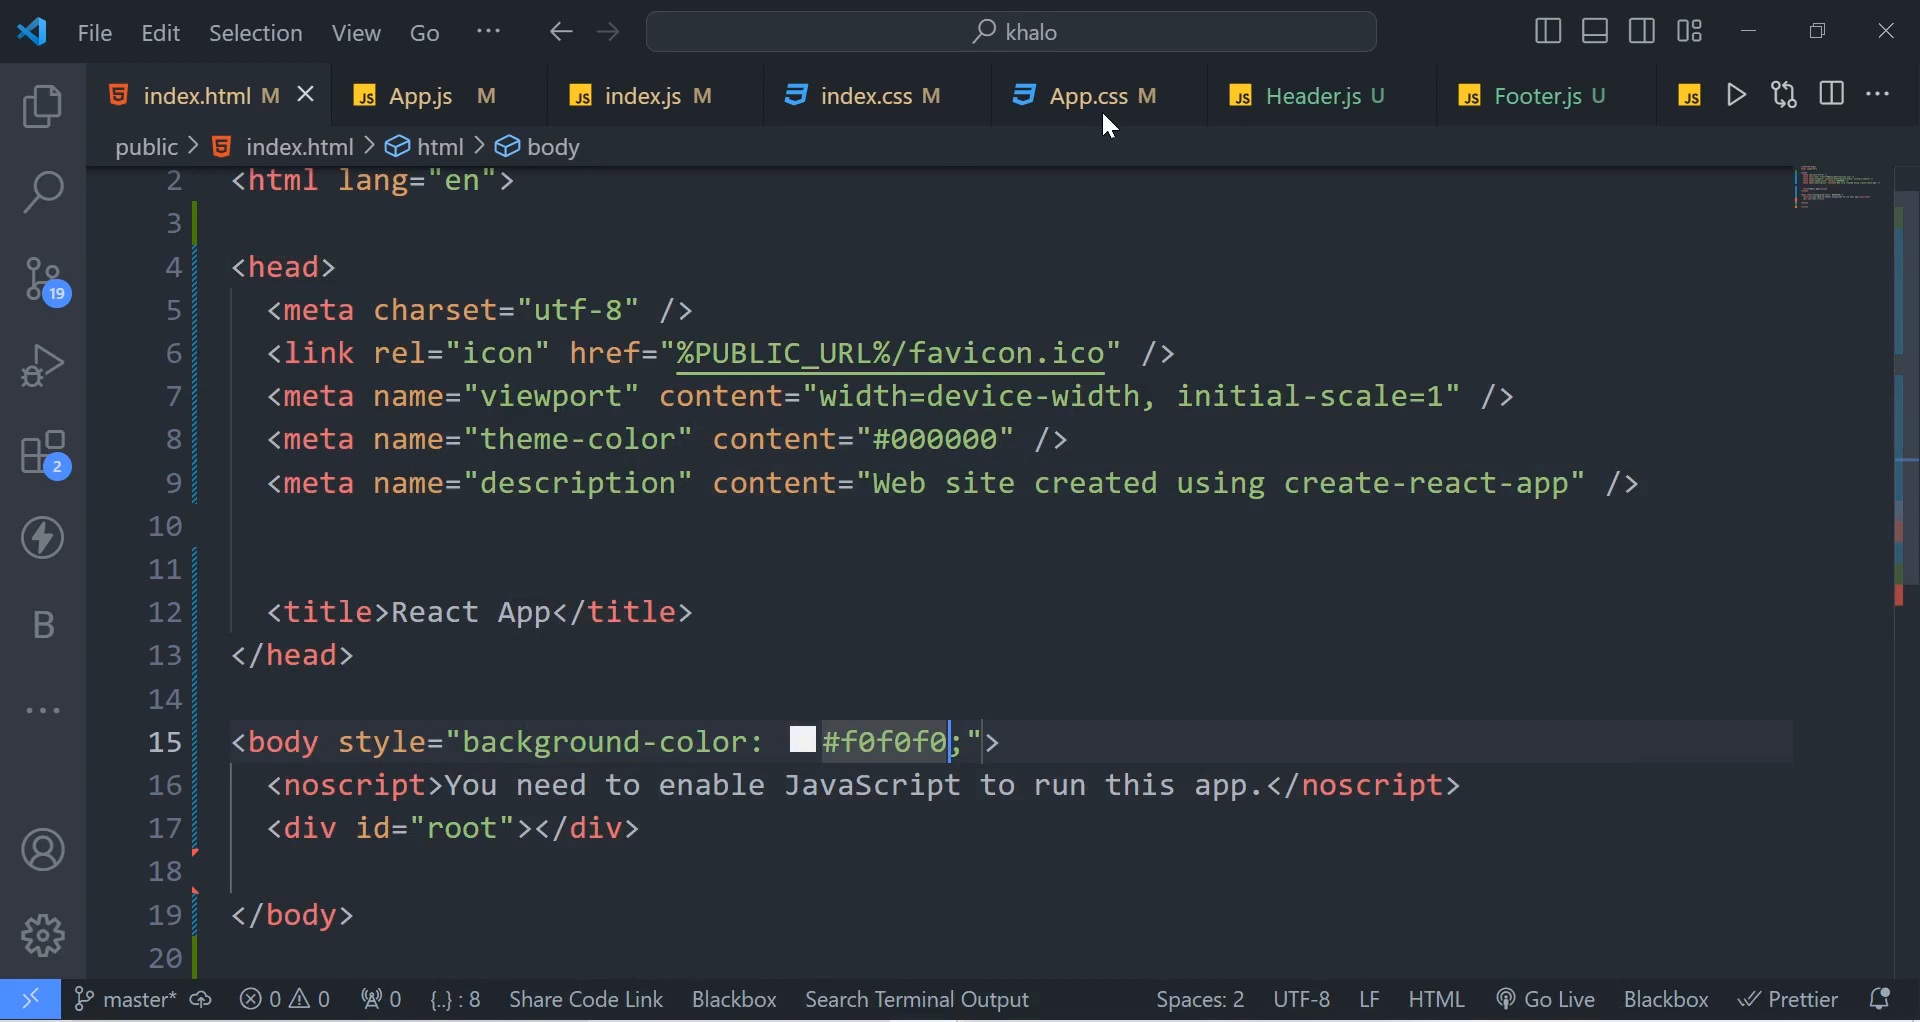 File Edit Selection View Go ··· khalo
index.html M App.js M index.js M index.css M App.css M Header.js U Footer.js U JS
public > index.html > html > body
2 <html lang="en">
3
4 <head>
5 <meta charset="utf-8" />
6 <link rel="icon" href="%PUBLIC_URL%/favicon.ico" />
7 <meta name="viewport" content="width=device-width, initial-scale=1" />
8 <meta name="theme-color" content="#000000" />
9 <meta name="description" content="Web site created using create-react-app" />
10
11
12 <title>React App</title>
13 </head>
14
15 <body style="background-color: #f0f0f0;">
16 <noscript>You need to enable JavaScript to run this app.</noscript>
17 <div id="root"></div>
18
19 </body>
20
19
2
B
master* 0 0 0 {..} : 8 Share Code Link Blackbox Search Terminal Output Spaces: 2 UTF-8 LF HTML Go Live Blackbox Prettier